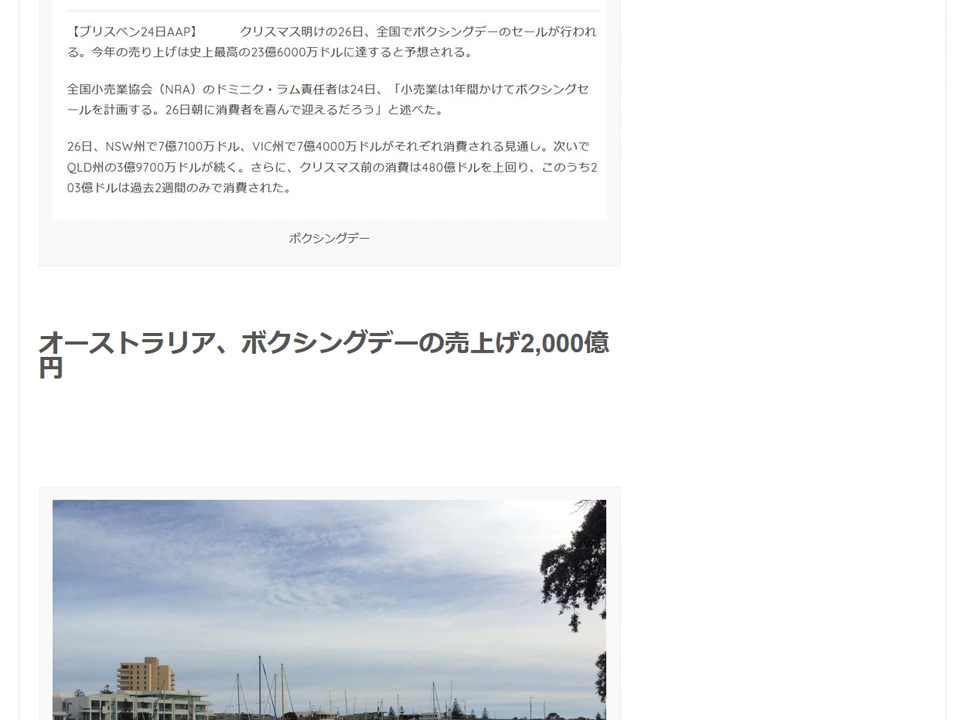 【ブリスベン24日AAP】　　　クリスマス明けの26日、全国でボクシングデーのセールが行われ
る。今年の売り上げは史上最高の23億6000万ドルに達すると予想される。
全国小売業協会（NRA）のドミニク・ラム責任者は24日、「小売業は1年間かけてボクシングセ
ールを計画する。26日朝に消費者を喜んで迎えるだろう」と述べた。
26日、NSW州で7億7100万ドル、VIC州で7億4000万ドルがそれぞれ消費される見通し。次いで
QLD州の3億9700万ドルが続く。さらに、クリスマス前の消費は480億ドルを上回り、このうち2
03億ドルは過去2週間のみで消費された。
ボクシングデー
オーストラリア、ボクシングデーの売上げ2,000億
円